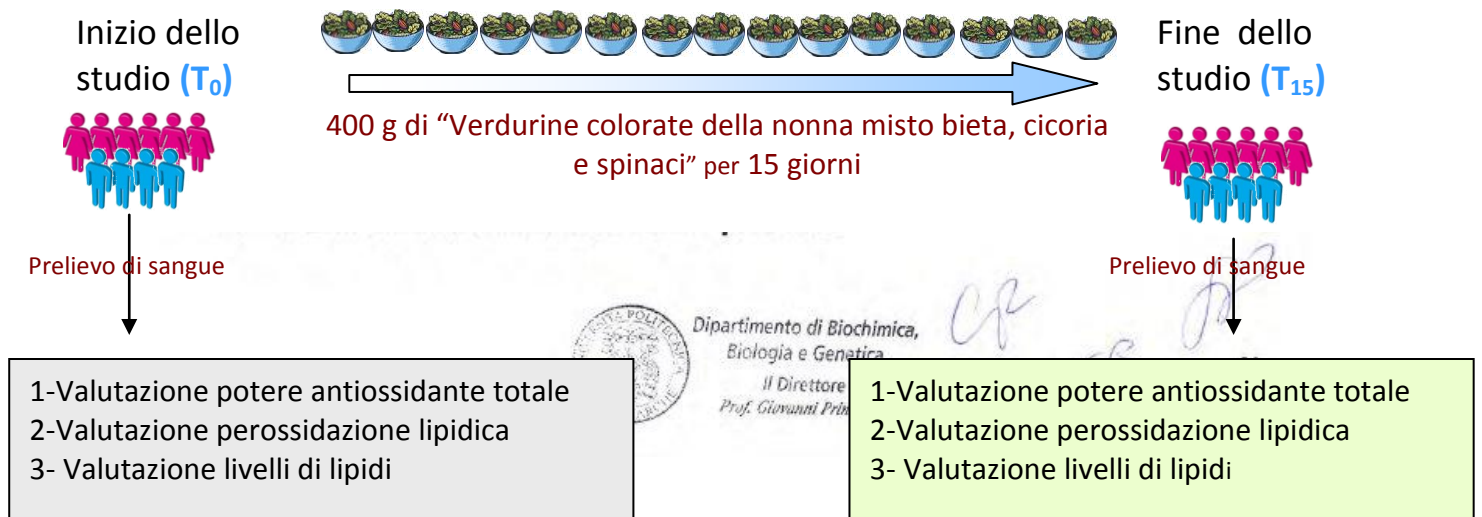 Inizio dello
studio (T0)
Fine dello
studio (T15)
400 g di “Verdurine colorate della nonna misto bieta, cicoria
e spinaci” per 15 giorni
Prelievo di sangue
Prelievo di sangue
Dipartimento di Biochimica,
Biologia e Genetica
Il Direttore
Prof. Giovanni
1-Valutazione potere antiossidante totale
2-Valutazione perossidazione lipidica
3- Valutazione livelli di lipidi
1-Valutazione potere antiossidante totale
2-Valutazione perossidazione lipidica
3- Valutazione livelli di lipidi